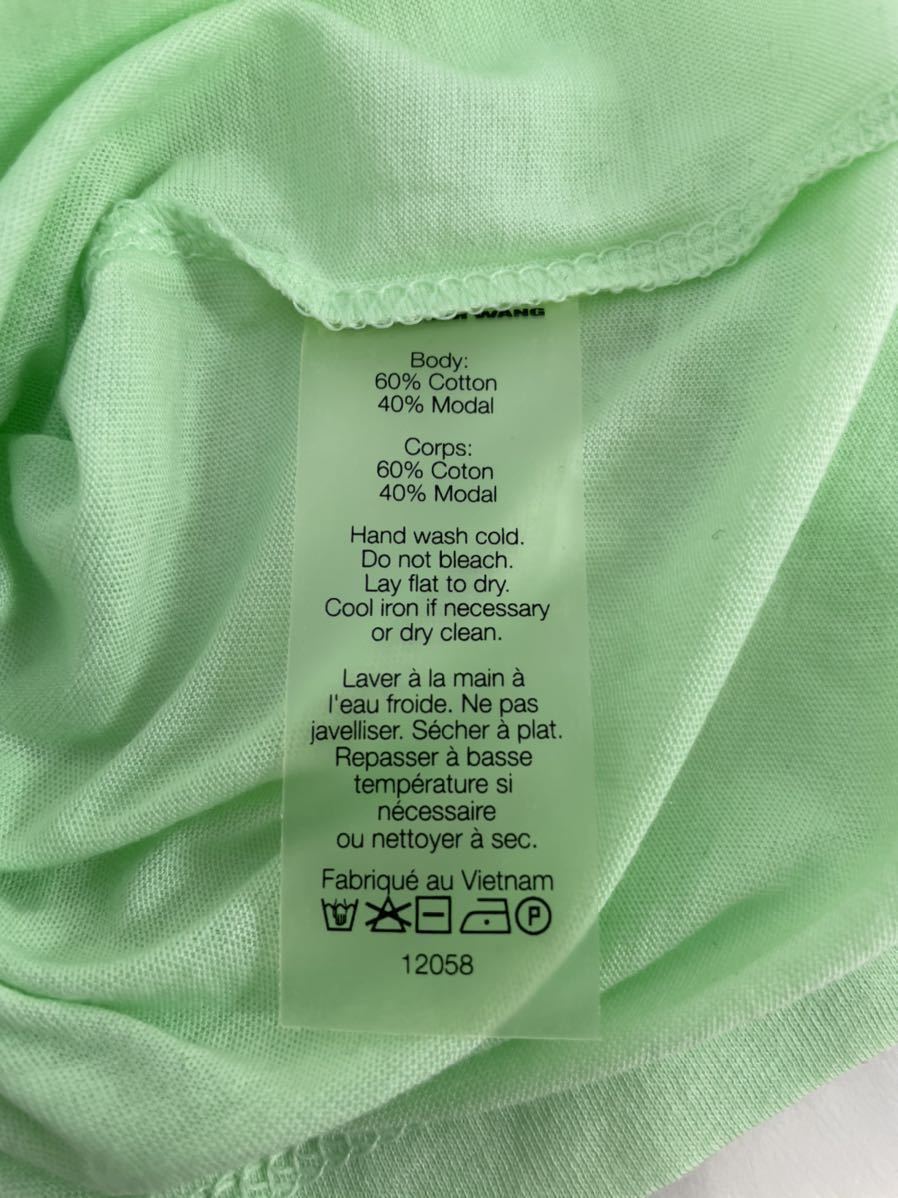 WANG
Body:
60% Cotton
40% Modal
Corps:
60% Coton
40% Modal
Hand wash cold.
Do not bleach.
Lay flat to dry.
Cool iron if necessary
or dry clean.
Laver à la main à
l'eau froide. Ne pas
javelliser. Sécher à plat.
Repasser à basse
température si
nécessaire
ou nettoyer à sec.
Fabriqué au Vietnam
P
12058